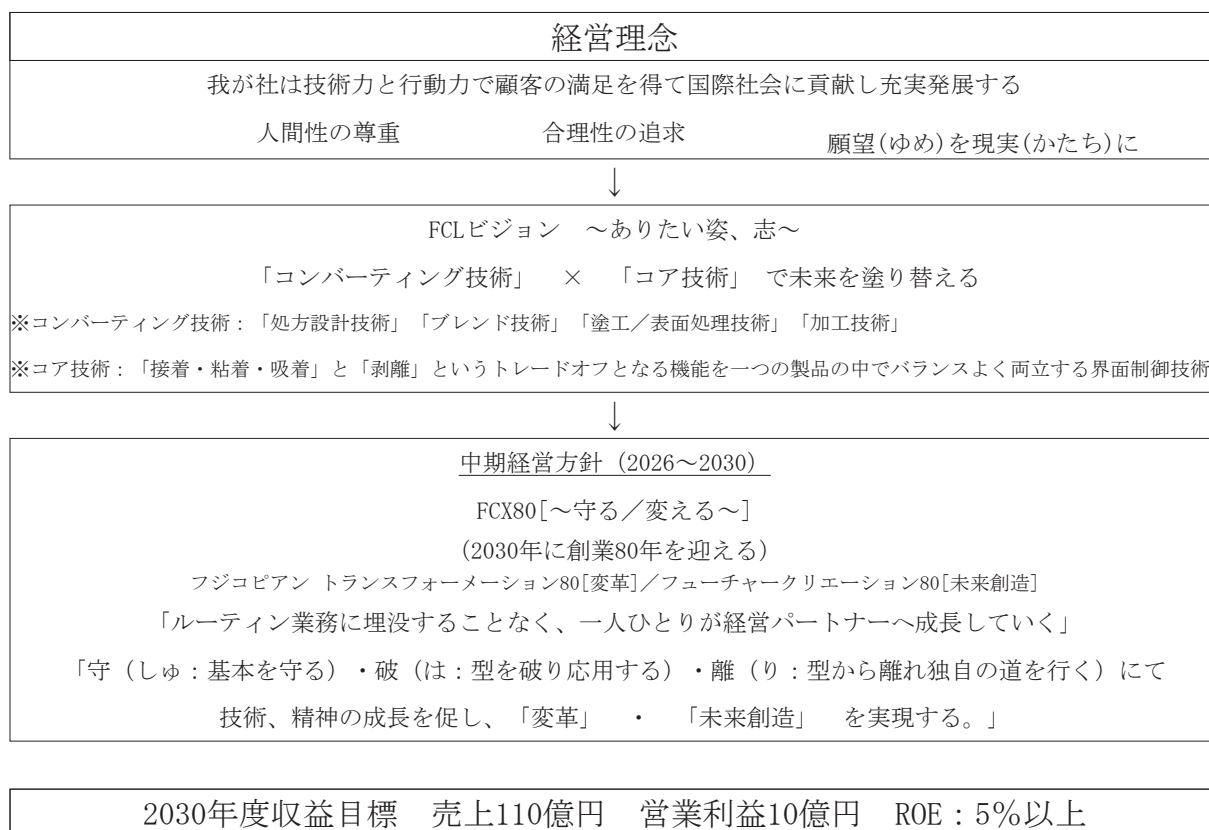 経営理念
我が社は技術力と行動力で顧客の満足を得て国際社会に貢献し充実発展する
人間性の尊重　合理性の追求　願望(ゆめ)を現実(かたち)に
↓
FCLビジョン　～ありたい姿、志～
「コンバーティング技術」　×　「コア技術」 で未来を塗り替える
※コンバーティング技術：「処方設計技術」「ブレンド技術」「塗工／表面処理技術」「加工技術」
※コア技術：「接着・粘着・吸着」と「剥離」というトレードオフとなる機能を一つの製品の中でバランスよく両立する界面制御技術
↓
中期経営方針（2026～2030）
FCX80[～守る／変える～]
(2030年に創業80年を迎える)
フジコピアン トランスフォーメーション80[変革]／フューチャークリエーション80[未来創造]
「ルーティン業務に埋没することなく、一人ひとりが経営パートナーへ成長していく」
「守（しゅ：基本を守る）・破（は：型を破り応用する）・離（り：型から離れ独自の道を行く）にて
技術、精神の成長を促し、「変革」　・　「未来創造」　を実現する。」
2030年度収益目標　売上110億円　営業利益10億円　ROE：5%以上